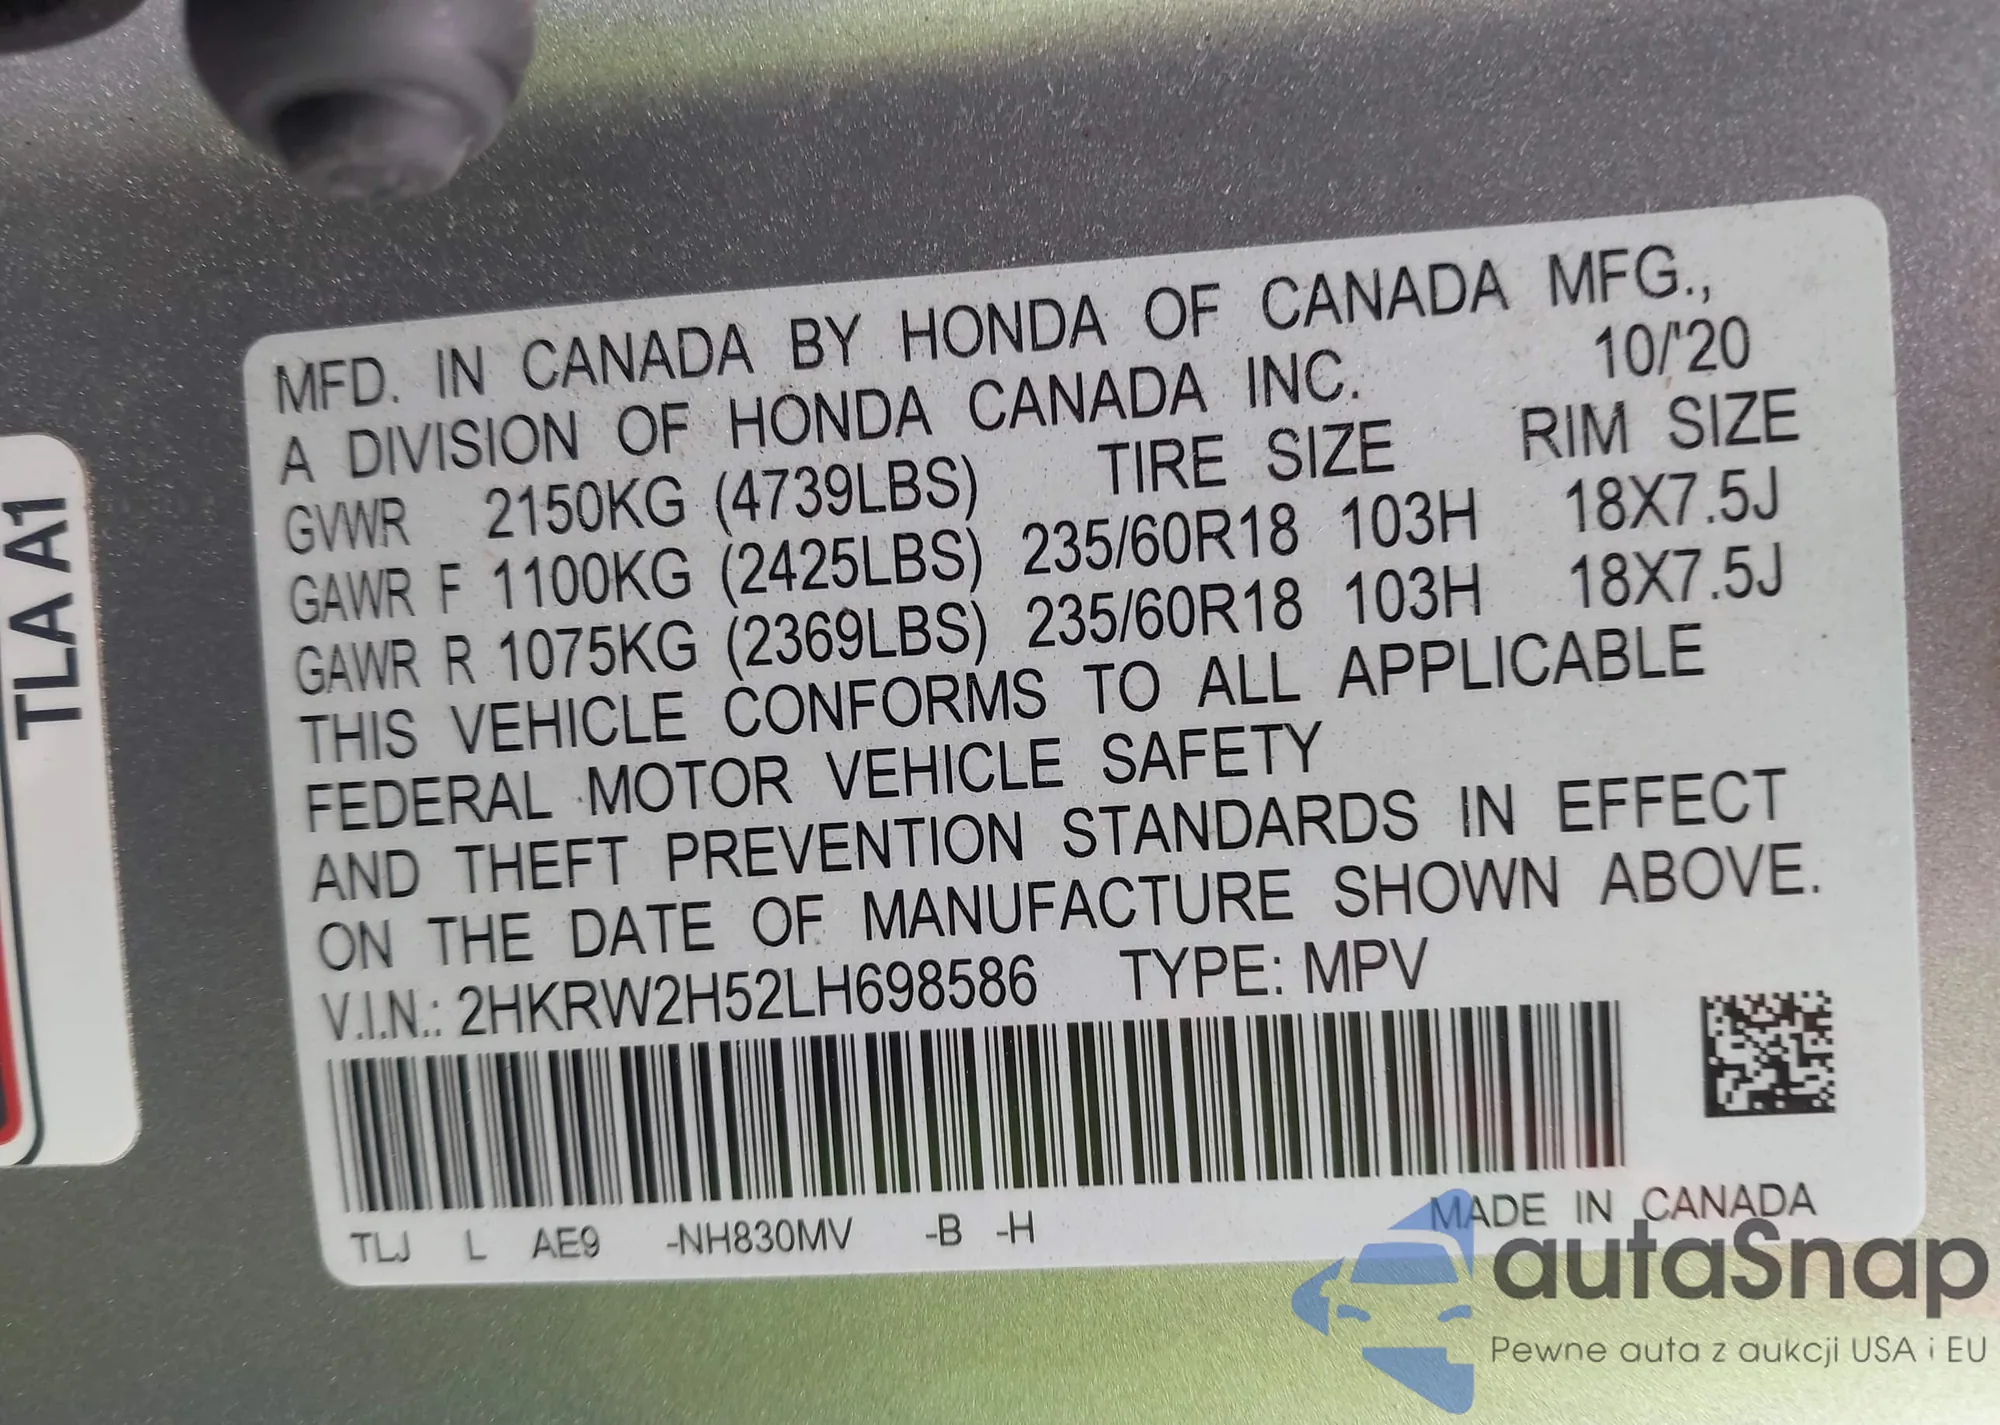 MFD. IN CANADA BY HONDA OF CANADA MFG.,
A DIVISION OF HONDA CANADA INC. 10/'20
GVWR 2150KG (4739LBS) TIRE SIZE RIM SIZE
GAWR F 1100KG (2425LBS) 235/60R18 103H 18X7.5J
GAWR R 1075KG (2369LBS) 235/60R18 103H 18X7.5J
THIS VEHICLE CONFORMS TO ALL APPLICABLE
FEDERAL MOTOR VEHICLE SAFETY
AND THEFT PREVENTION STANDARDS IN EFFECT
ON THE DATE OF MANUFACTURE SHOWN ABOVE.
V.I.N.: 2HKRW2H52LH698586 TYPE: MPV
TLJ L AE9 -NH830MV -B -H MADE IN CANADA
TLA A1
autaSnap
Pewne auta z aukcji USA i EU